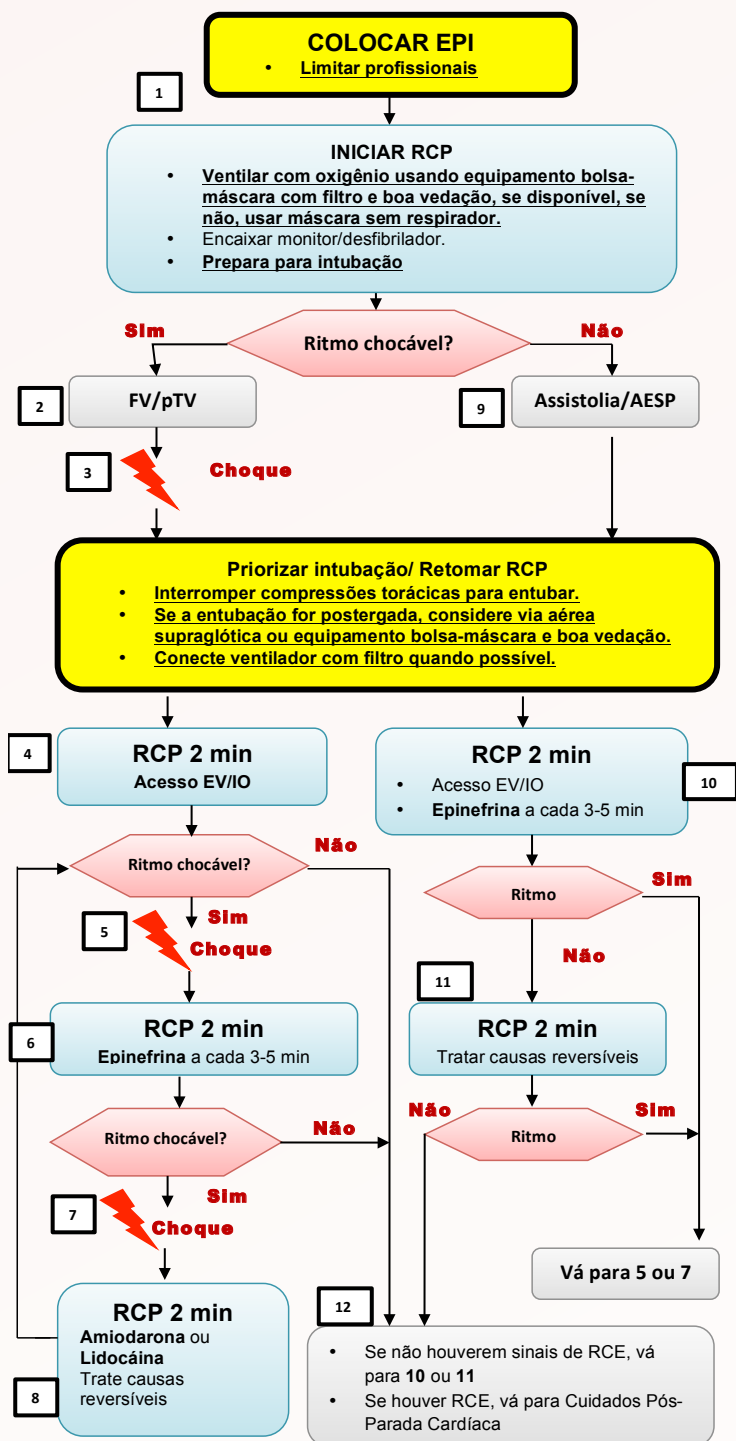 COLOCAR EPI
• Limitar profissionais
1
INICIAR RCP
• Ventilar com oxigênio usando equipamento bolsa-
máscara com filtro e boa vedação, se disponível, se
não, usar máscara sem respirador.
• Encaixar monitor/desfibrilador.
• Prepara para intubação
Sim
Ritmo chocável?
Não
2
FV/pTV
9
Assistolia/AESP
3
Choque
Priorizar intubação/ Retomar RCP
• Interromper compressões torácicas para entubar.
• Se a entubação for postergada, considere via aérea
supraglótica ou equipamento bolsa-máscara e boa vedação.
• Conecte ventilador com filtro quando possível.
4
RCP 2 min
Acesso EV/IO
RCP 2 min
• Acesso EV/IO
• Epinefrina a cada 3-5 min
10
Ritmo chocável?
Não
Sim
5
Choque
Ritmo
Sim
Não
6
RCP 2 min
Epinefrina a cada 3-5 min
11
RCP 2 min
Tratar causas reversíveis
Ritmo chocável?
Não
Sim
7
Choque
Não
Ritmo
Sim
Vá para 5 ou 7
8
RCP 2 min
Amiodarona ou
Lidocáina
Trate causas
reversíveis
12
• Se não houverem sinais de RCE, vá
para 10 ou 11
• Se houver RCE, vá para Cuidados Pós-
Parada Cardíaca